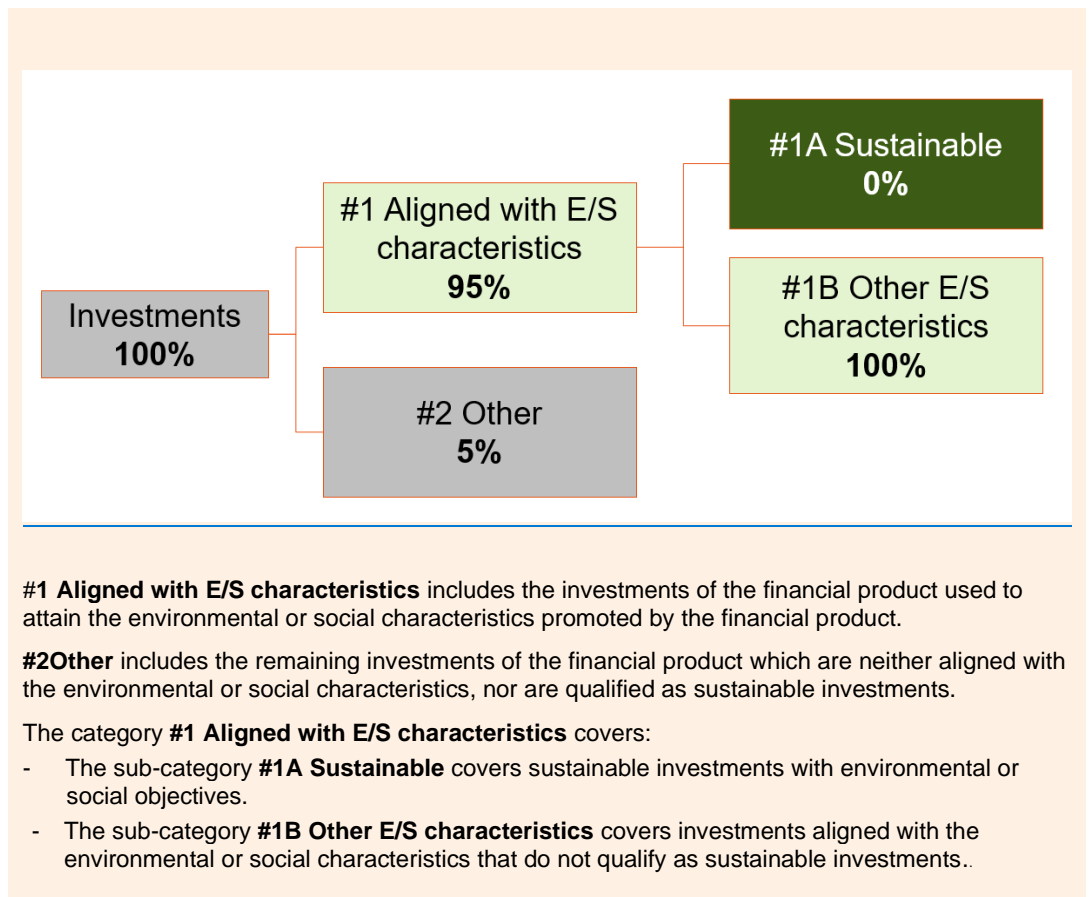 #1A Sustainable
0%
#1 Aligned with E/S
characteristics
95%
#1B Other E/S
characteristics
100%
Investments
100%
#2 Other
5%
#1 Aligned with E/S characteristics includes the investments of the financial product used to
attain the environmental or social characteristics promoted by the financial product.
#2Other includes the remaining investments of the financial product which are neither aligned with
the environmental or social characteristics, nor are qualified as sustainable investments.
The category #1 Aligned with E/S characteristics covers:
- The sub-category #1A Sustainable covers sustainable investments with environmental or
social objectives.
- The sub-category #1B Other E/S characteristics covers investments aligned with the
environmental or social characteristics that do not qualify as sustainable investments..